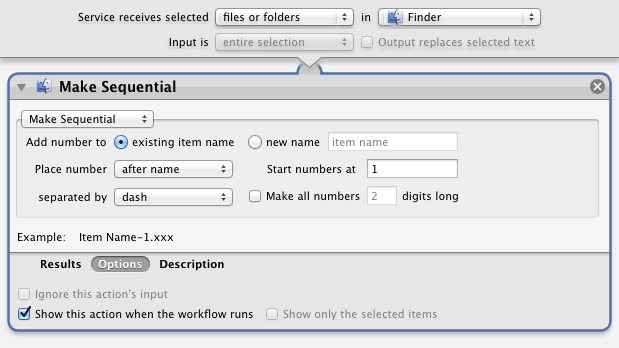 Service receives selected files or folders in Finder
Input is entire selection Output replaces selected text
Make Sequential
Make Sequential
Add number to existing item name new name item name
Place number after name Start numbers at 1
separated by dash Make all numbers 2 digits long
Example: Item Name-1.xxx
Results Options Description
Ignore this action's input
Show this action when the workflow runs Show only the selected items